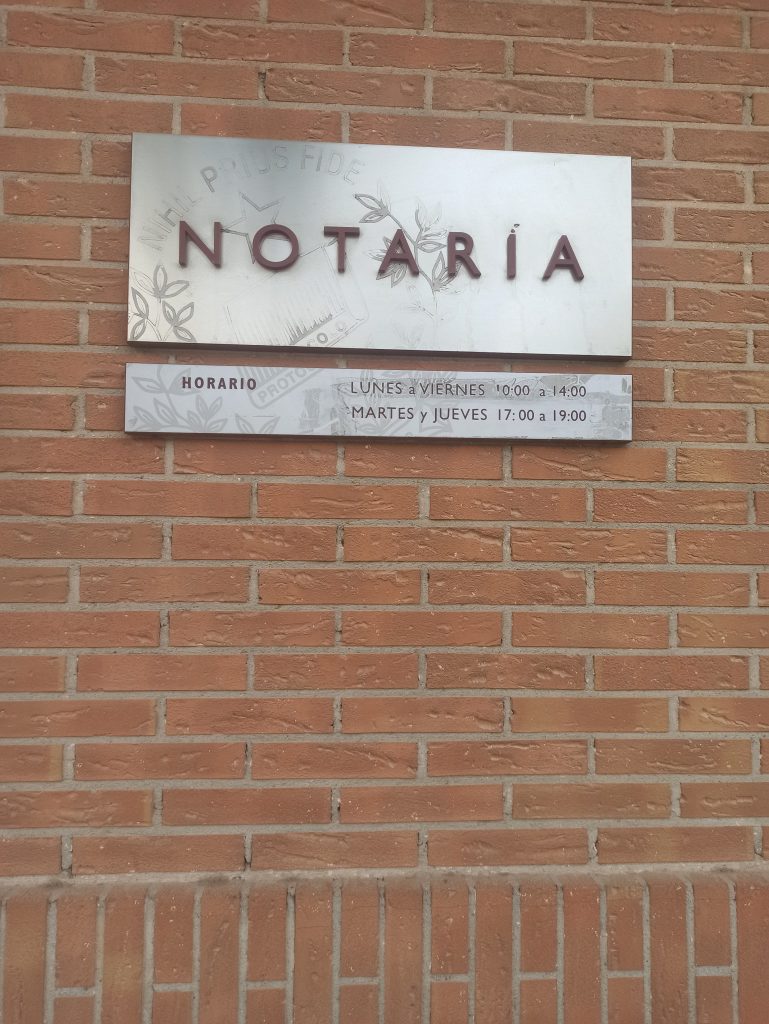 NIHIL PRIUS FIDE
NOTARÍA
HORARIO
LUNES a VIERNES 10:00 a 14:00
MARTES y JUEVES 17:00 a 19:00